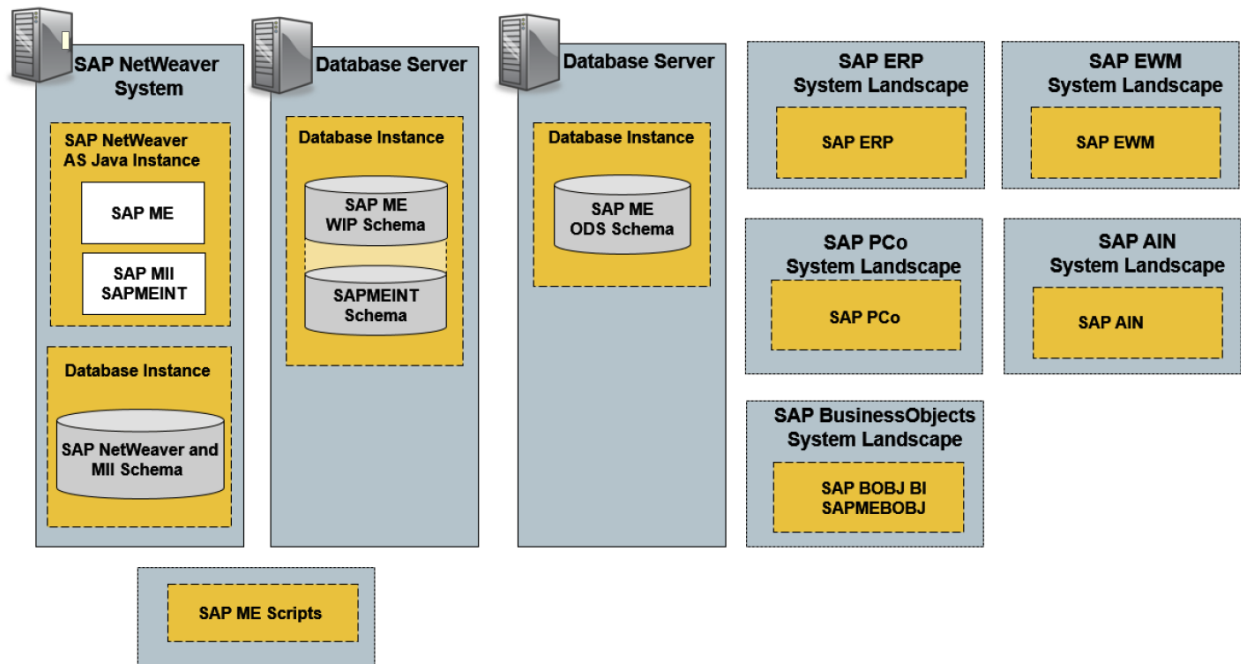 SAP NetWeaver
System
SAP NetWeaver
AS Java Instance
SAP ME
SAP MII
SAPMEINT
Database Instance
SAP NetWeaver and
MII Schema
Database Server
Database Instance
SAP ME
WIP Schema
SAPMEINT
Schema
Database Server
Database Instance
SAP ME
ODS Schema
SAP ERP
System Landscape
SAP ERP
SAP EWM
System Landscape
SAP EWM
SAP PCo
System Landscape
SAP PCo
SAP AIN
System Landscape
SAP AIN
SAP BusinessObjects
System Landscape
SAP BOBJ BI
SAPMEBOBJ
SAP ME Scripts